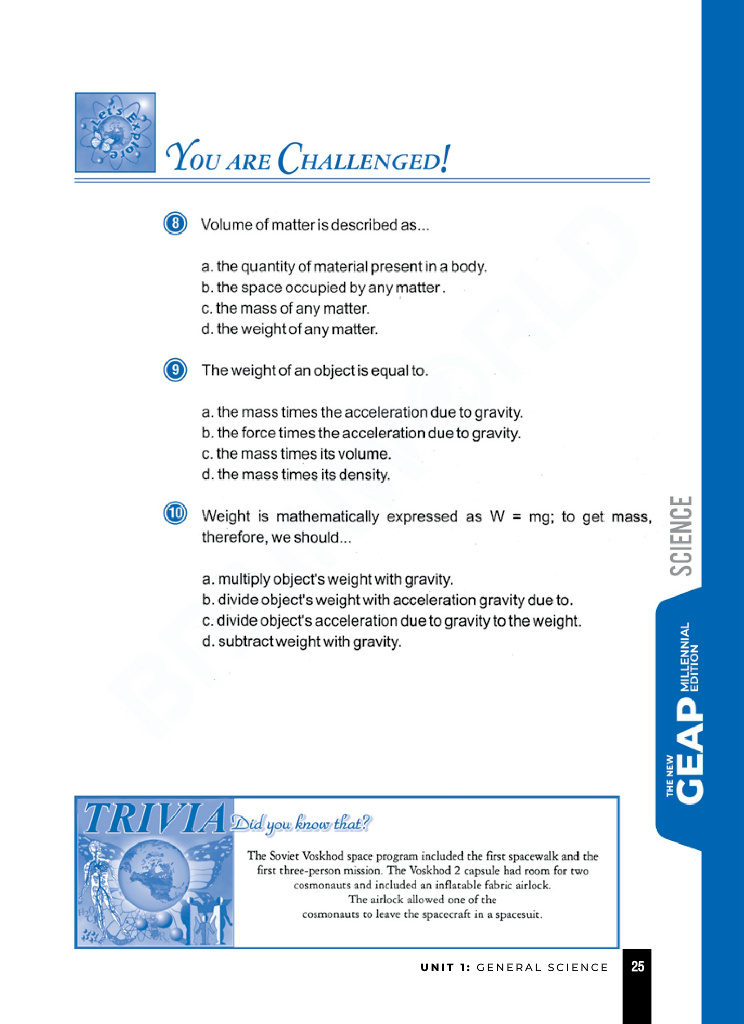 Let's Explore
YOU ARE CHALLENGED!
8 Volume of matter is described as...
a. the quantity of material present in a body.
b. the space occupied by any matter.
c. the mass of any matter.
d. the weight of any matter.
9 The weight of an object is equal to.
a. the mass times the acceleration due to gravity.
b. the force times the acceleration due to gravity.
c. the mass times its volume.
d. the mass times its density.
10 Weight is mathematically expressed as W = mg; to get mass,
therefore, we should...
a. multiply object's weight with gravity.
b. divide object's weight with acceleration gravity due to.
c. divide object's acceleration due to gravity to the weight.
d. subtract weight with gravity.
SCIENCE
THE NEW
GEAP
MILLENNIAL
EDITION
TRIVIA Did you know that?
The Soviet Voskhod space program included the first spacewalk and the
first three-person mission. The Voskhod 2 capsule had room for two
cosmonauts and included an inflatable fabric airlock.
The airlock allowed one of the
cosmonauts to leave the spacecraft in a spacesuit.
UNIT 1: GENERAL SCIENCE 25